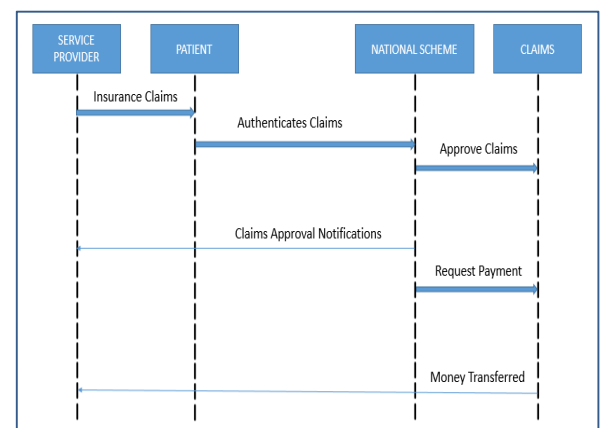 SERVICE
PROVIDER
PATIENT
NATIONAL SCHEME
CLAIMS
Insurance Claims
Authenticates Claims
Approve Claims
Claims Approval Notifications
Request Payment
Money Transferred